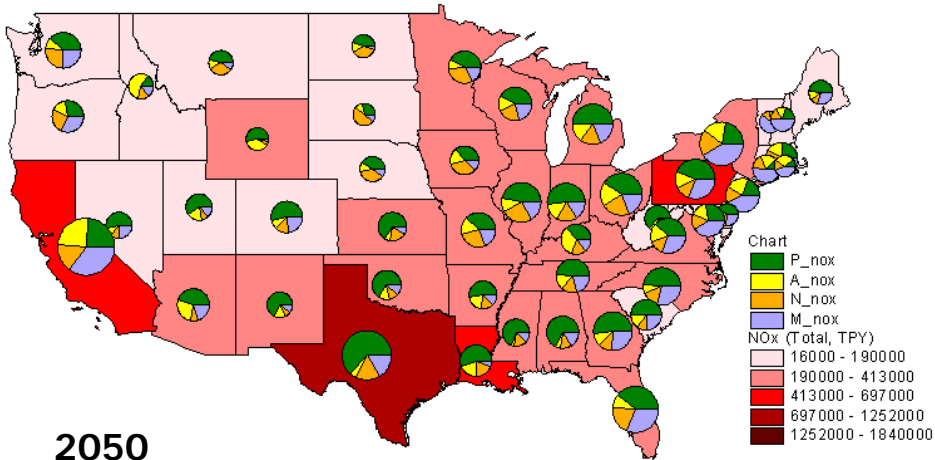 Chart
P_nox
A_nox
N_nox
M_nox
NOx (Total, TPY)
16000 - 190000
190000 - 413000
413000 - 697000
697000 - 1252000
1252000 - 1840000
2050